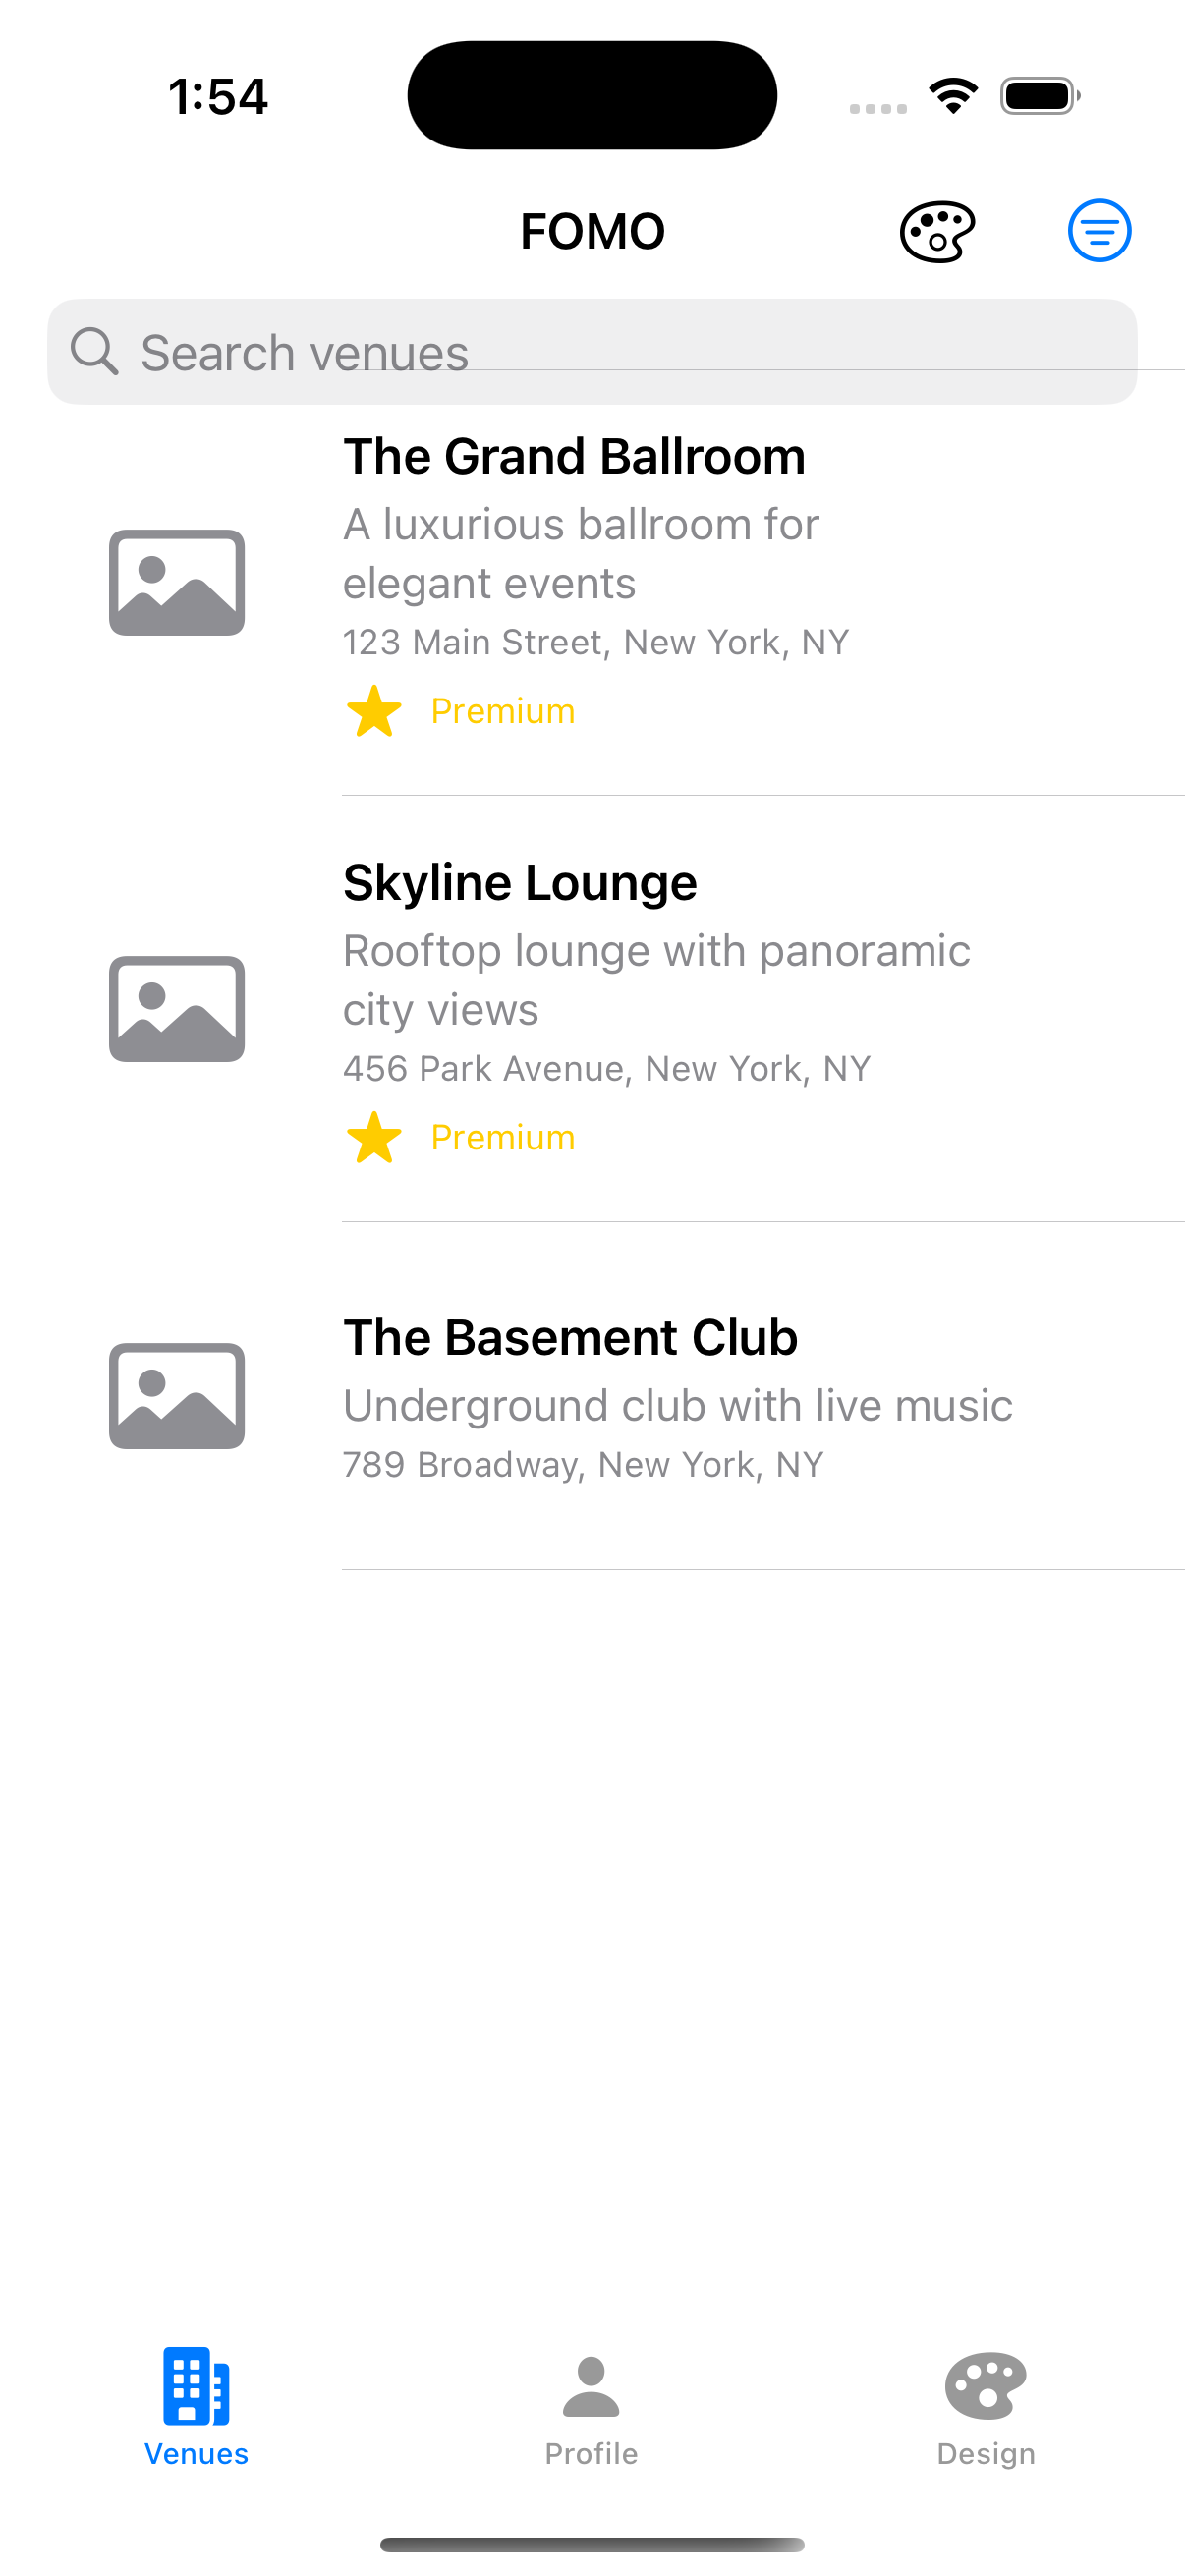 1:54
FOMO
Search venues
The Grand Ballroom
A luxurious ballroom for
elegant events
123 Main Street, New York, NY
Premium
Skyline Lounge
Rooftop lounge with panoramic
city views
456 Park Avenue, New York, NY
Premium
The Basement Club
Underground club with live music
789 Broadway, New York, NY
Venues
Profile
Design